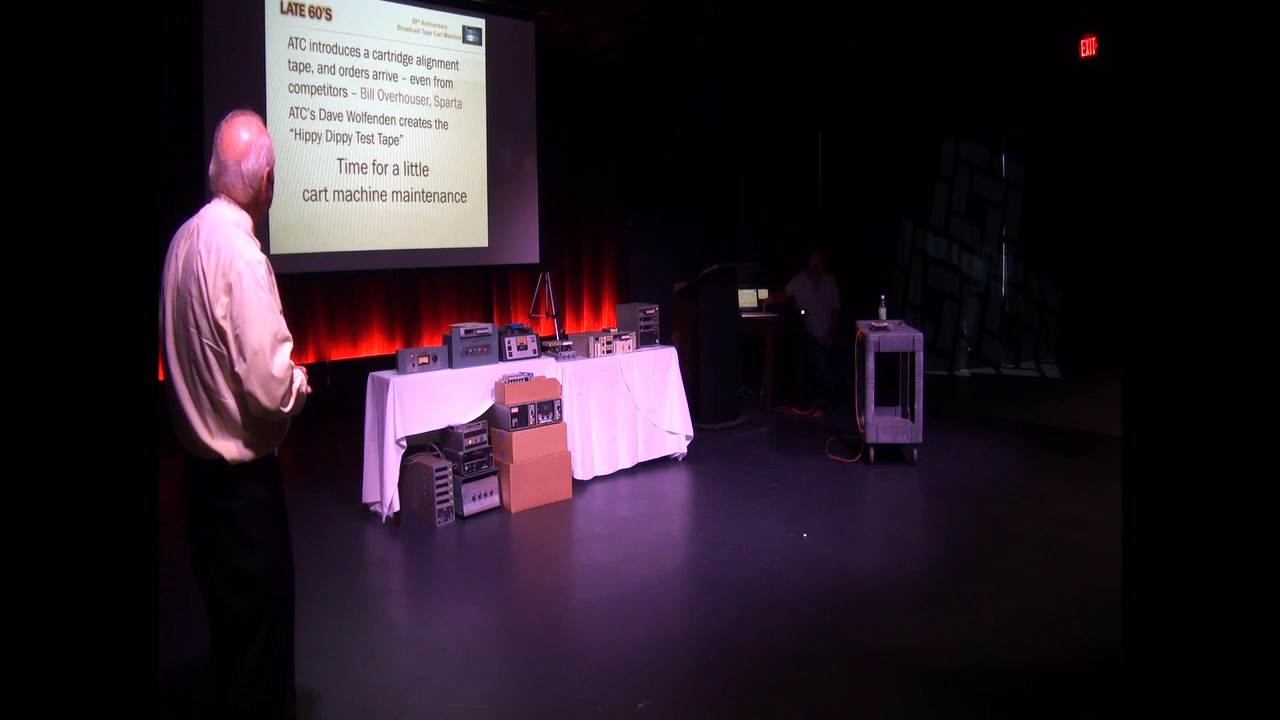 LATE 60'S
50th Anniversary
Broadcast Tape Cart Machine
ATC introduces a cartridge alignment
tape, and orders arrive – even from
competitors – Bill Overhouser, Sparta
ATC's Dave Wolfenden creates the
"Hippy Dippy Test Tape"
Time for a little
cart machine maintenance
EXIT